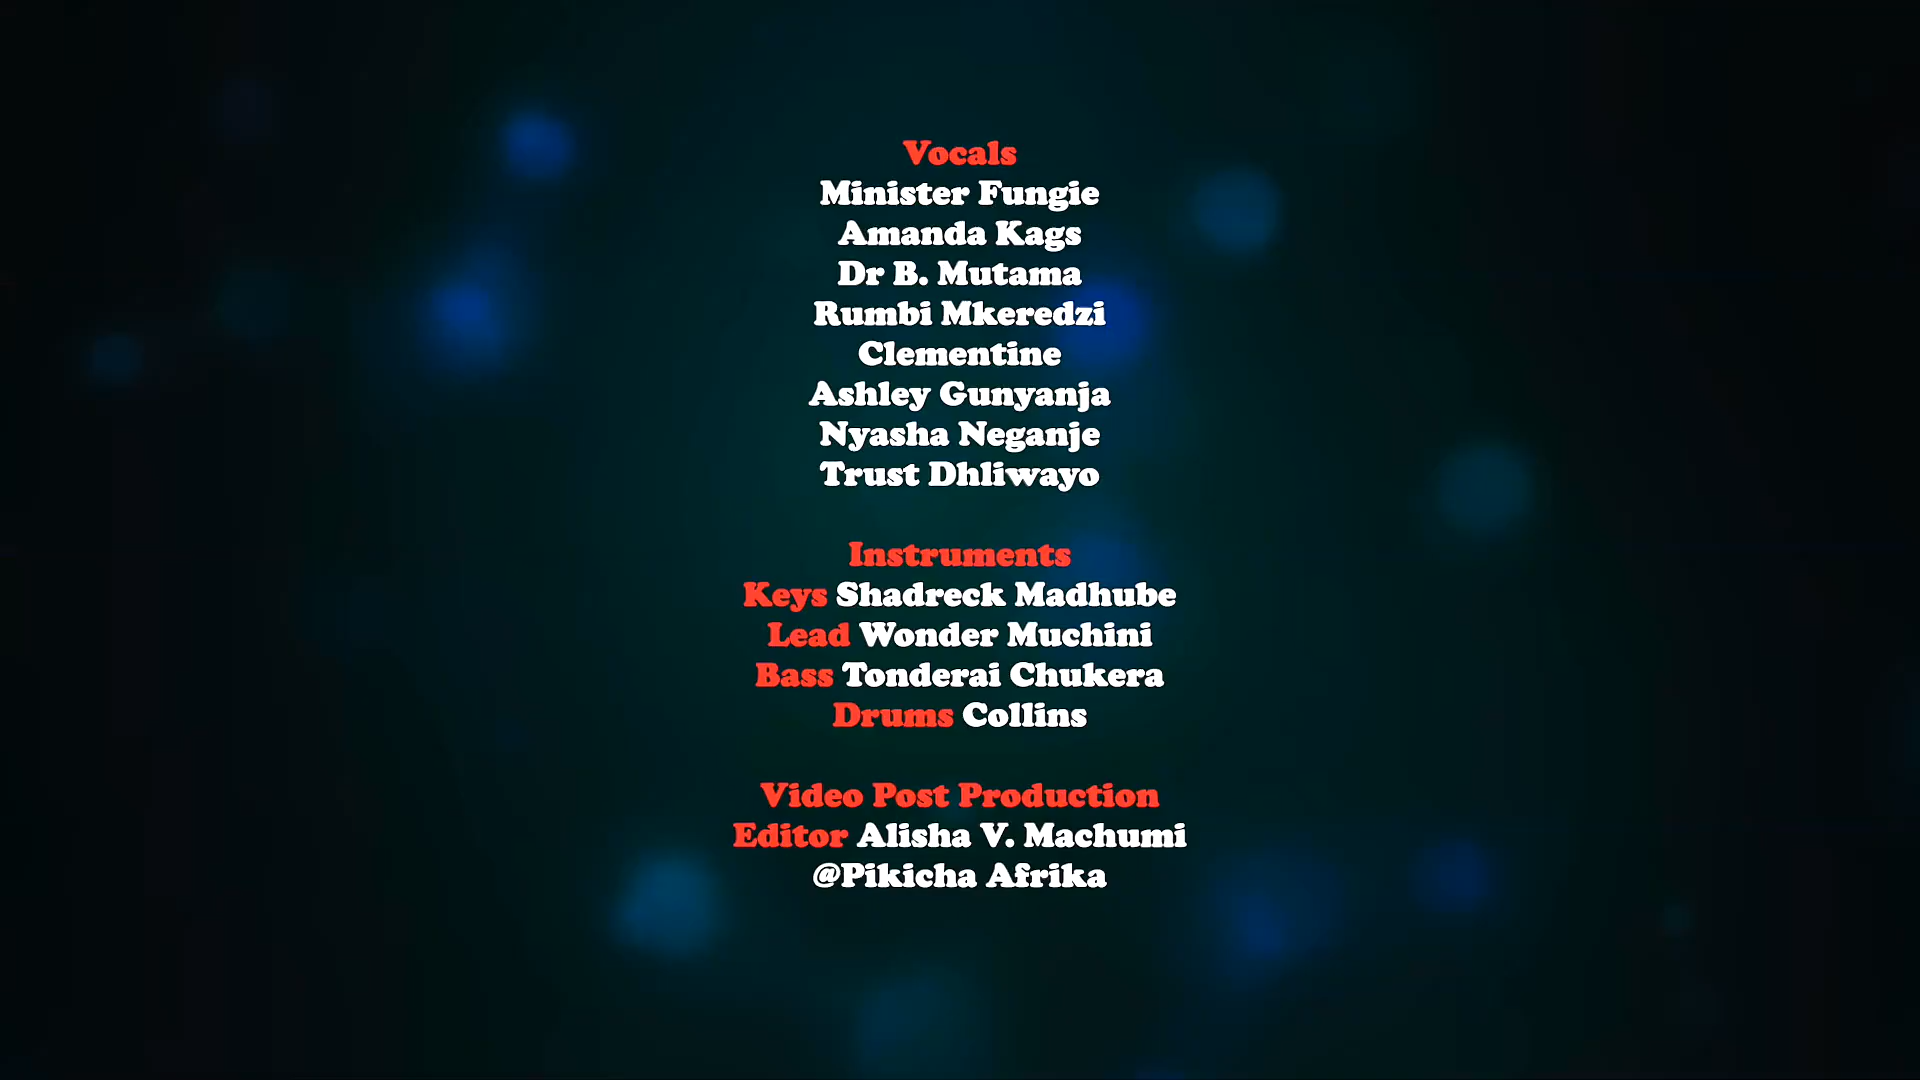 Vocals
Minister Fungie
Amanda Kags
Dr B. Mutama
Rumbi Mkeredzi
Clementine
Ashley Gunyanja
Nyasha Neganje
Trust Dhliwayo
Instruments
Keys Shadreck Madhube
Lead Wonder Muchini
Bass Tonderai Chukera
Drums Collins
Video Post Production
Editor Alisha V. Machumi
@Pikicha Afrika